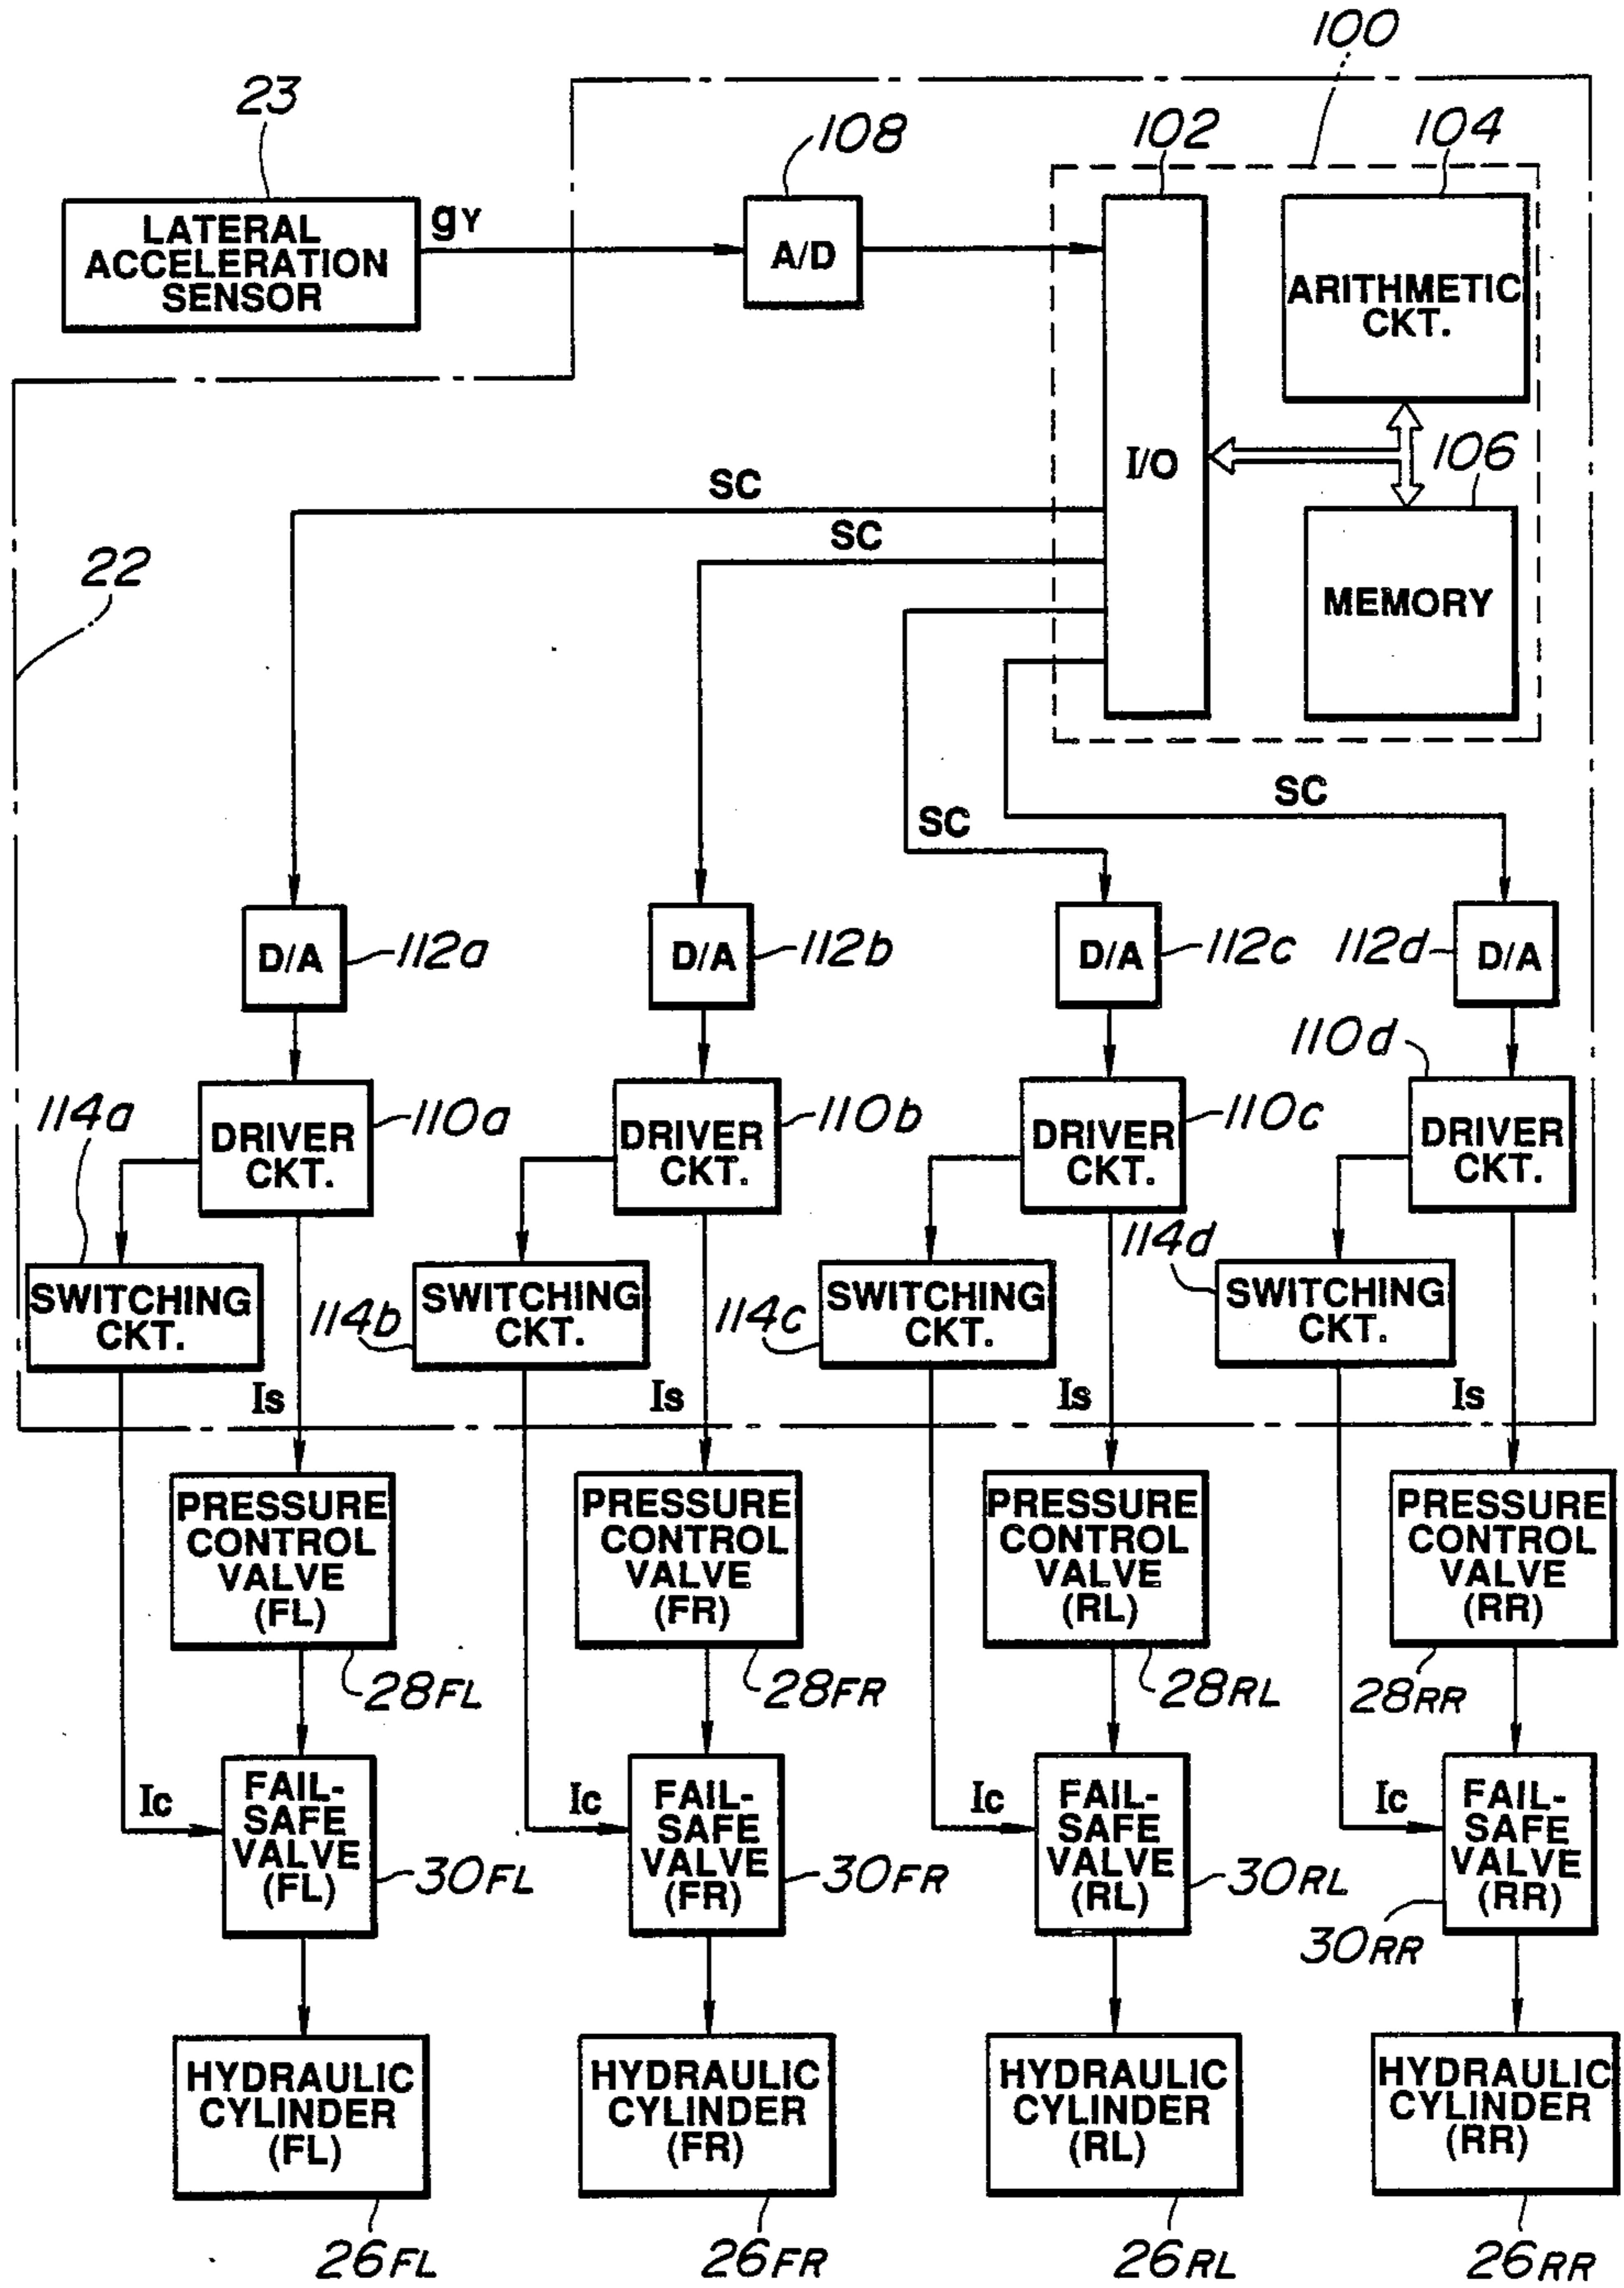 100
23
108
102
104
LATERAL
ACCELERATION
SENSOR
gY
A/D
ARITHMETIC
CKT.
I/O
106
SC
SC
22
MEMORY
SC
SC
D/A
112a
D/A
112b
D/A
112c
112d
D/A
110d
114a
DRIVER
CKT.
110a
DRIVER
CKT.
110b
DRIVER
CKT.
110c
DRIVER
CKT.
114d
SWITCHING
CKT.
114b
SWITCHING
CKT.
114c
SWITCHING
CKT.
SWITCHING
CKT.
Is
Is
Is
Is
PRESSURE
CONTROL
VALVE
(FL)
PRESSURE
CONTROL
VALVE
(FR)
PRESSURE
CONTROL
VALVE
(RL)
PRESSURE
CONTROL
VALVE
(RR)
28FL
28FR
28RL
28RR
Ic
FAIL-
SAFE
VALVE
(FL)
Ic
FAIL-
SAFE
VALVE
(FR)
Ic
FAIL-
SAFE
VALVE
(RL)
Ic
FAIL-
SAFE
VALVE
(RR)
30FL
30FR
30RL
30RR
HYDRAULIC
CYLINDER
(FL)
HYDRAULIC
CYLINDER
(FR)
HYDRAULIC
CYLINDER
(RL)
HYDRAULIC
CYLINDER
(RR)
26FL
26FR
26RL
26RR